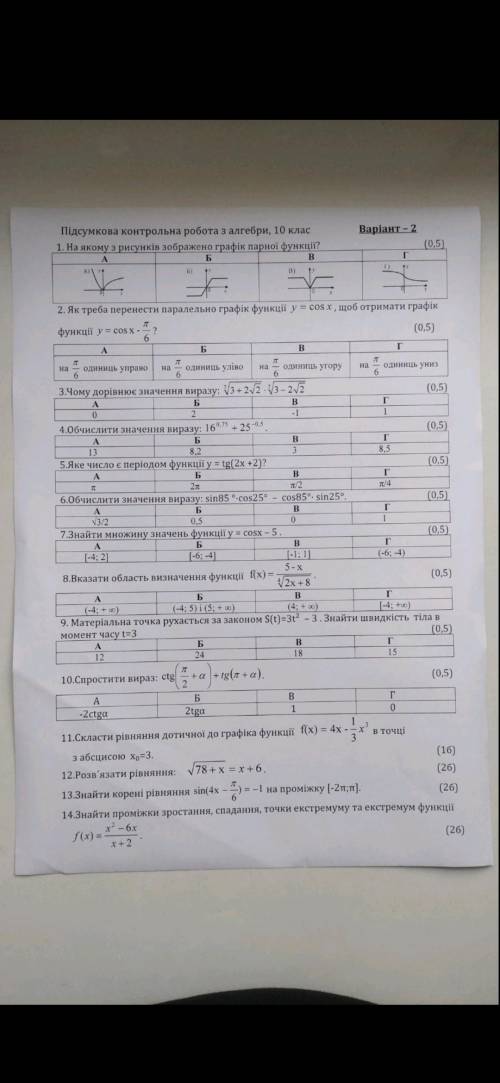 Підсумкова контрольна робота з алгебри, 10 клас Варіант – 2
1. На якому з рисунків зображено графік парної функції? (0,5)
А Б В Г
2. Як треба перенести паралельно графік функції y = cos x , щоб отримати графік
функції y = cos x - π/6 ? (0,5)
А Б В Г
на π/6 одиниць управо на π/6 одиниць уліво на π/6 одиниць угору на π/6 одиниць униз
3.Чому дорівнює значення виразу: (0,5)
А Б В Г
0 2 -1 1
4.Обчислити значення виразу: 16^0,75 + 25^-0,5 . (0,5)
А Б В Г
13 8,2 3 8,5
5.Яке число є періодом функції y = tg(2x +2)? (0,5)
А Б В Г
π 2π π/2 π/4
6.Обчислити значення виразу: sin85 °·cos25° – cos85°· sin25°. (0,5)
А Б В Г
√3/2 0,5 0 1
7.Знайти множину значень функції y = cosx – 5 . (0,5)
А Б В Г
[-4; 2] [-6; -4] [-1; 1] (-6; -4)
8.Вказати область визначення функції f(x) = (5 - x)/⁴√(2x + 8) . (0,5)
А Б В Г
(-4; + ∞) (-4; 5) і (5; + ∞) (4; + ∞) [-4; +∞)
9. Матеріальна точка рухається за законом S(t)=3t² – 3 . Знайти швидкість тіла в
момент часу t=3 (0,5)
А Б В Г
12 24 18 15
10.Спростити вираз: ctg(π/2 + α) + tg(π + α). (0,5)
А Б В Г
-2ctgα 2tgα 1 0
11.Скласти рівняння дотичної до графіка функції f(x) = 4x - 1/3 x³ в точці
з абсцисою x₀=3. (1б)
12.Розв'язати рівняння: √(78 + x) = x + 6 . (2б)
13.Знайти корені рівняння sin(4x – π/6) = –1 на проміжку [-2π;π]. (2б)
14.Знайти проміжки зростання, спадання, точки екстремуму та екстремум функції
f(x) = (x² – 6x)/(x + 2) . (2б)